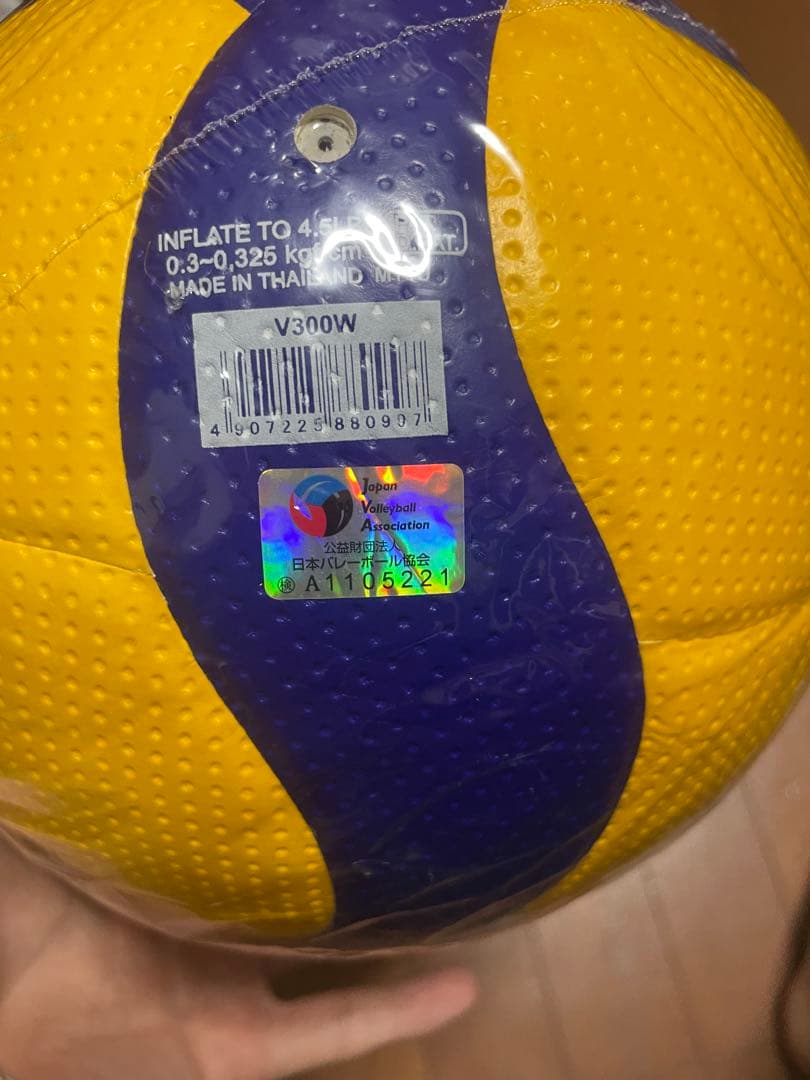 INFLATE TO 4.5
0.3~0.325 cm
MADE IN THAILAND
V300W
4 907225 880907
Japan
Volleyball
Association
公益財団法人
日本バレーボール協会
検 A1105221